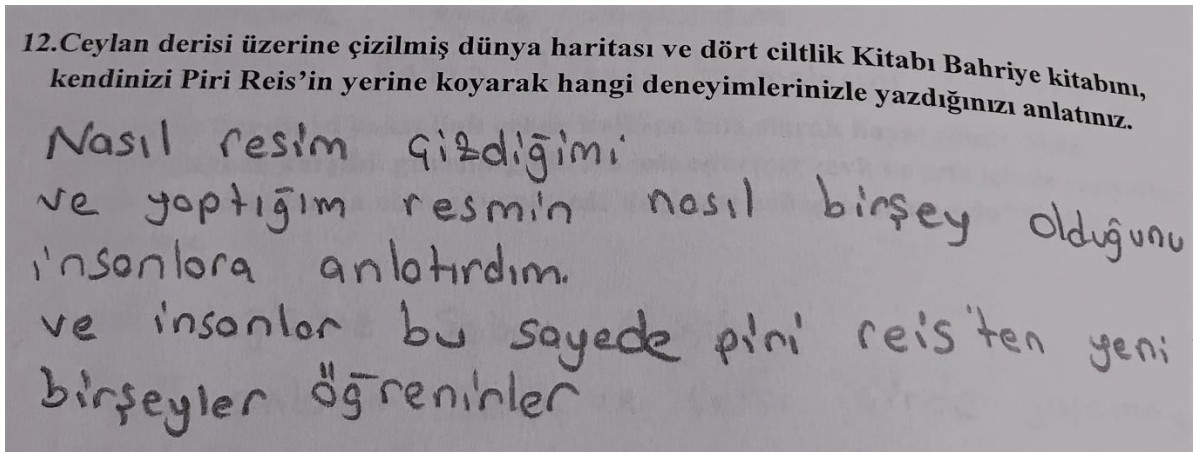 12.Ceylan derisi üzerine çizilmiş dünya haritası ve dört ciltlik Kitabı Bahriye kitabını,
kendinizi Piri Reis'in yerine koyarak hangi deneyimlerinizle yazdığınızı anlatınız.
Nasıl resim çizdiğimi
ve yaptığım resmin nasıl birşey olduğunu
insanlara anlatırdım.
ve insanlar bu sayede piri reis'ten yeni
birşeyler öğrenirler